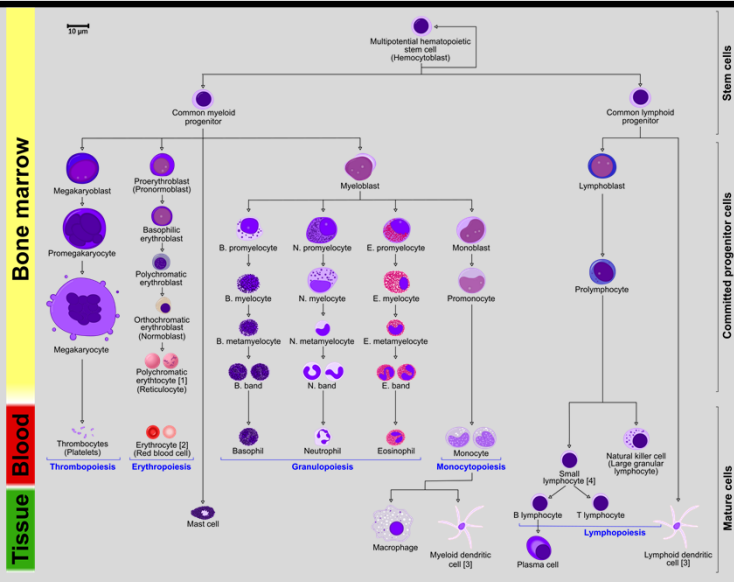 10 µm
Multipotential hematopoietic
stem cell
(Hemocytoblast)
Common myeloid
progenitor
Common lymphoid
progenitor
Stem cells
Bone marrow
Megakaryoblast
Proerythroblast
(Pronormoblast)
Myeloblast
Lymphoblast
Promegakaryocyte
Basophilic
erythroblast
B. promyelocyte
N. promyelocyte
E. promyelocyte
Monoblast
Polychromatic
erythroblast
B. myelocyte
N. myelocyte
E. myelocyte
Promonocyte
Prolymphocyte
Committed progenitor cells
Orthochromatic
erythroblast
(Normoblast)
B. metamyelocyte
N. metamyelocyte
E. metamyelocyte
Megakaryocyte
Polychromatic
erythtocyte [1]
(Reticulocyte)
B. band
N. band
E. band
Blood
Thrombocytes
(Platelets)
Erythrocyte [2]
(Red blood cell)
Basophil
Neutrophil
Eosinophil
Monocyte
Natural killer cell
(Large granular
lymphocyte)
Small
lymphocyte [4]
Thrombopoiesis
Erythropoiesis
Granulopoiesis
Monocytopoiesis
Mature cells
Tissue
Mast cell
B lymphocyte
T lymphocyte
Lymphopoiesis
Macrophage
Myeloid dendritic
cell [3]
Plasma cell
Lymphoid dendritic
cell [3]